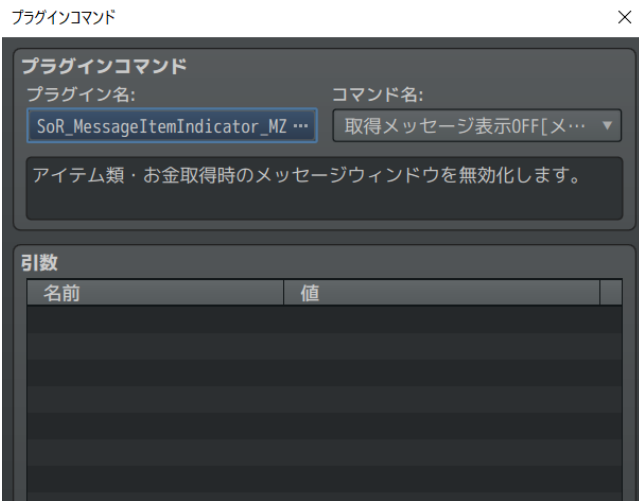 プラグインコマンド
プラグインコマンド
プラグイン名:
コマンド名:
SoR_MessageItemIndicator_MZ …
取得メッセージ表示OFF[メ…
アイテム類・お金取得時のメッセージウィンドウを無効化します。
引数
名前
値